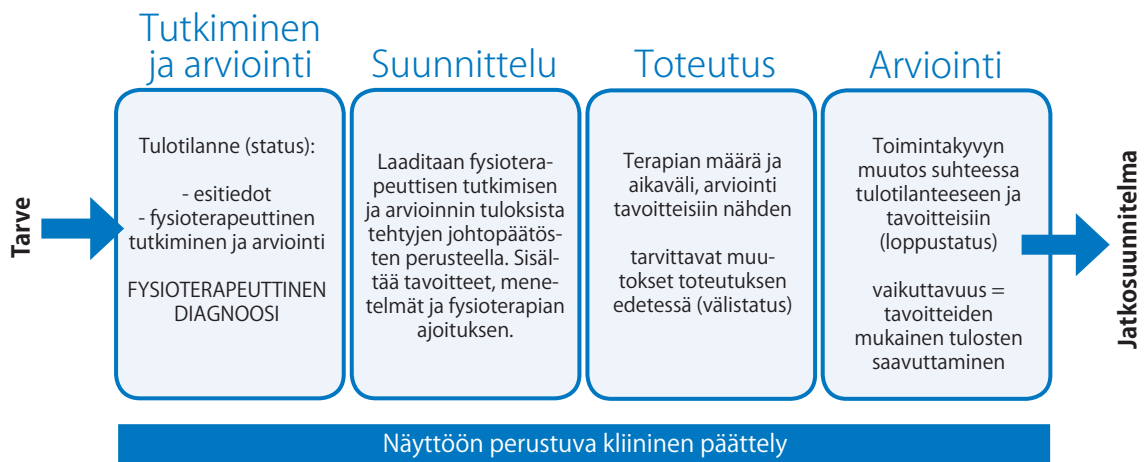 Tarve
Tutkiminen
ja arviointi
Tulotilanne (status):
- esitiedot
- fysioterapeuttinen
tutkiminen ja arviointi
FYSIOTERAPEUTTINEN
DIAGNOOSI
Suunnittelu
Laaditaan fysiotera-
peuttisen tutkimisen
ja arvioinnin tuloksista
tehtyjen johtopäätös-
ten perusteella. Sisäl-
tää tavoitteet, mene-
telmät ja fysioterapian
ajoituksen.
Toteutus
Terapian määrä ja
aikaväli, arviointi
tavoitteisiin nähden
tarvittavat muu-
tokset toteutuksen
edetessä (välistatus)
Arviointi
Toimintakyvyn
muutos suhteessa
tulotilanteeseen ja
tavoitteisiin
(loppustatus)
vaikuttavuus =
tavoitteiden
mukainen tulosten
saavuttaminen
Jatkosuunnitelma
Näyttöön perustuva kliininen päättely